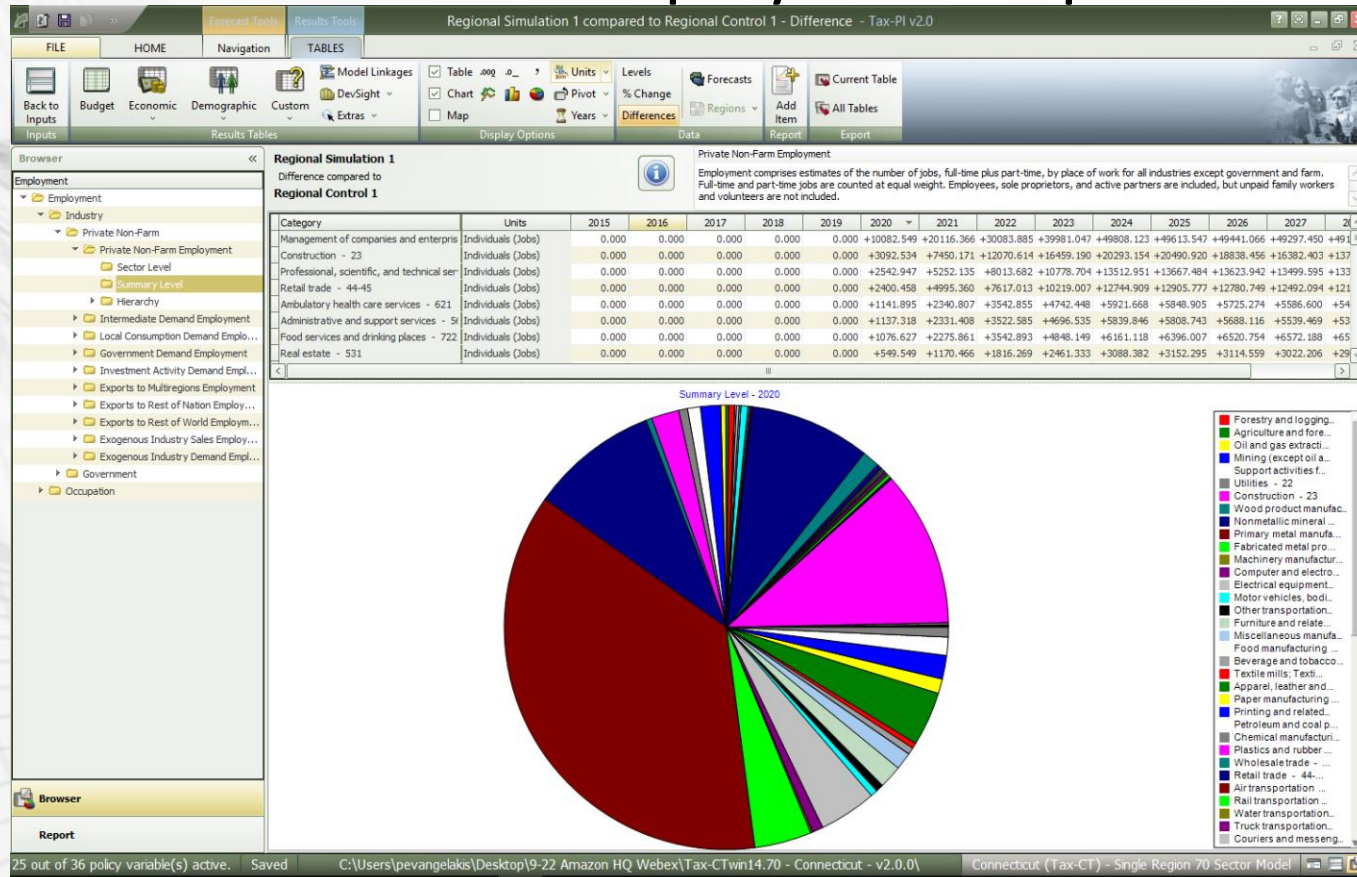 Forecast Tools Results Tools Regional Simulation 1 compared to Regional Control 1 - Difference - Tax-PI v2.0
FILE HOME Navigation TABLES
Back to Inputs
Budget
Economic
Demographic
Custom
Model Linkages
DevSight
Extras
Table .000 .0_ ,
Chart
Map
Units
Pivot
Years
Levels
% Change
Differences
Forecasts
Regions
Add Item
Current Table
All Tables
Inputs Results Tables Display Options Data Report Export
Browser «
Employment
Employment
Industry
Private Non-Farm
Private Non-Farm Employment
Sector Level
Summary Level
Hierarchy
Intermediate Demand Employment
Local Consumption Demand Emplo...
Government Demand Employment
Investment Activity Demand Empl...
Exports to Multiregions Employment
Exports to Rest of Nation Employ...
Exports to Rest of World Employm...
Exogenous Industry Sales Employ...
Exogenous Industry Demand Empl...
Government
Occupation
Browser
Report
Regional Simulation 1
Difference compared to
Regional Control 1
Private Non-Farm Employment
Employment comprises estimates of the number of jobs, full-time plus part-time, by place of work for all industries except government and farm.
Full-time and part-time jobs are counted at equal weight. Employees, sole proprietors, and active partners are included, but unpaid family workers
and volunteers are not included.
Category Units 2015 2016 2017 2018 2019 2020 2021 2022 2023 2024 2025 2026 2027
Management of companies and enterpris Individuals (Jobs) 0.000 0.000 0.000 0.000 0.000 +10082.549 +20116.366 +30083.885 +39981.047 +49808.123 +49613.547 +49441.066 +49297.450 +491
Construction - 23 Individuals (Jobs) 0.000 0.000 0.000 0.000 0.000 +3092.534 +7450.171 +12070.614 +16459.190 +20293.154 +20490.920 +18838.456 +16382.403 +137
Professional, scientific, and technical ser Individuals (Jobs) 0.000 0.000 0.000 0.000 0.000 +2542.947 +5252.135 +8013.682 +10778.704 +13512.951 +13667.484 +13623.942 +13499.595 +133
Retail trade - 44-45 Individuals (Jobs) 0.000 0.000 0.000 0.000 0.000 +2400.458 +4995.360 +7617.013 +10219.007 +12744.909 +12905.777 +12780.749 +12492.094 +121
Ambulatory health care services - 621 Individuals (Jobs) 0.000 0.000 0.000 0.000 0.000 +1141.895 +2340.807 +3542.855 +4742.448 +5921.668 +5848.905 +5725.274 +5586.600 +54
Administrative and support services - 56 Individuals (Jobs) 0.000 0.000 0.000 0.000 0.000 +1137.318 +2331.408 +3522.585 +4696.535 +5839.846 +5808.743 +5688.116 +5539.469 +53
Food services and drinking places - 722 Individuals (Jobs) 0.000 0.000 0.000 0.000 0.000 +1076.627 +2275.861 +3542.893 +4848.149 +6161.118 +6396.007 +6520.754 +6572.188 +65
Real estate - 531 Individuals (Jobs) 0.000 0.000 0.000 0.000 0.000 +549.549 +1170.466 +1816.269 +2461.333 +3088.382 +3152.295 +3114.559 +3022.206 +29
Summary Level - 2020
Forestry and logging...
Agriculture and fore...
Oil and gas extracti...
Mining (except oil a...
Support activities f...
Utilities - 22
Construction - 23
Wood product manufac...
Nonmetallic mineral ...
Primary metal manufa...
Fabricated metal pro...
Machinery manufactur...
Computer and electro...
Electrical equipment...
Motor vehicles, bodi...
Other transportation...
Furniture and relate...
Miscellaneous manufa...
Food manufacturing ...
Beverage and tobacco...
Textile mills; Texti...
Apparel, leather and...
Paper manufacturing ...
Printing and related...
Petroleum and coal p...
Chemical manufacturi...
Plastics and rubber ...
Wholesale trade - ...
Retail trade - 44-...
Air transportation ...
Rail transportation ...
Water transportation...
Truck transportation...
Couriers and messeng...
25 out of 36 policy variable(s) active. Saved C:\Users\pevangelakis\Desktop\9-22 Amazon HQ Webex\Tax-CTwin14.70 - Connecticut - v2.0.0\ Connecticut (Tax-CT) - Single Region 70 Sector Model